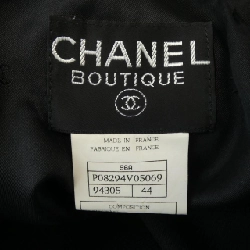 CHANEL
BOUTIQUE
MADE IN FRANCE
FABRIQUE EN FRANCE
P08294V05069
94305 44